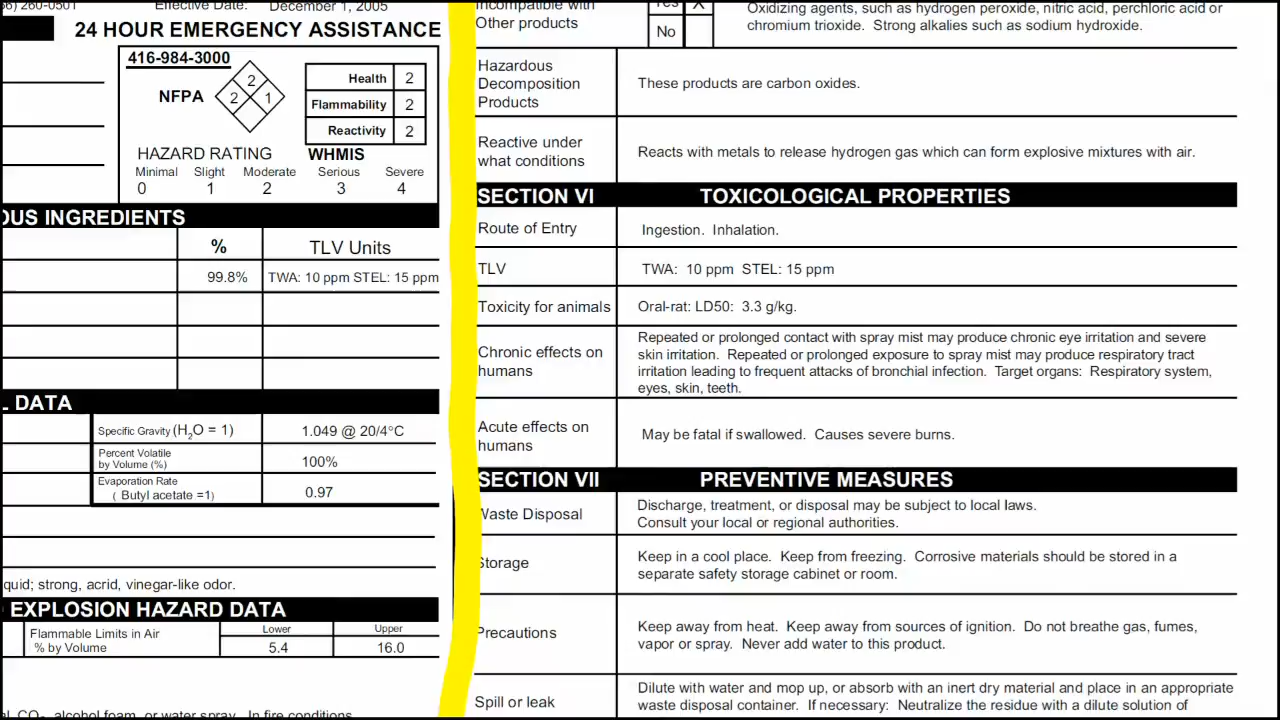 Effective Date: December 1, 2005
24 HOUR EMERGENCY ASSISTANCE
416-984-3000
NFPA
2
2 1
Health 2
Flammability 2
Reactivity 2
HAZARD RATING WHMIS
Minimal Slight Moderate Serious Severe
0 1 2 3 4
OUS INGREDIENTS
% TLV Units
99.8% TWA: 10 ppm STEL: 15 ppm
L DATA
Specific Gravity (H2O = 1) 1.049 @ 20/4°C
Percent Volatile
by Volume (%) 100%
Evaporation Rate
( Butyl acetate =1) 0.97
quid; strong, acrid, vinegar-like odor.
EXPLOSION HAZARD DATA
Flammable Limits in Air
% by Volume
Lower Upper
5.4 16.0
CO2, alcohol foam, or water spray. In fire conditions
Incompatible with
Other products
Yes X
No
Oxidizing agents, such as hydrogen peroxide, nitric acid, perchloric acid or
chromium trioxide. Strong alkalies such as sodium hydroxide.
Hazardous
Decomposition
Products
These products are carbon oxides.
Reactive under
what conditions
Reacts with metals to release hydrogen gas which can form explosive mixtures with air.
SECTION VI TOXICOLOGICAL PROPERTIES
Route of Entry Ingestion. Inhalation.
TLV TWA: 10 ppm STEL: 15 ppm
Toxicity for animals Oral-rat: LD50: 3.3 g/kg.
Chronic effects on
humans
Repeated or prolonged contact with spray mist may produce chronic eye irritation and severe
skin irritation. Repeated or prolonged exposure to spray mist may produce respiratory tract
irritation leading to frequent attacks of bronchial infection. Target organs: Respiratory system,
eyes, skin, teeth.
Acute effects on
humans
May be fatal if swallowed. Causes severe burns.
SECTION VII PREVENTIVE MEASURES
Waste Disposal
Discharge, treatment, or disposal may be subject to local laws.
Consult your local or regional authorities.
Storage
Keep in a cool place. Keep from freezing. Corrosive materials should be stored in a
separate safety storage cabinet or room.
Precautions
Keep away from heat. Keep away from sources of ignition. Do not breathe gas, fumes,
vapor or spray. Never add water to this product.
Spill or leak
Dilute with water and mop up, or absorb with an inert dry material and place in an appropriate
waste disposal container. If necessary: Neutralize the residue with a dilute solution of